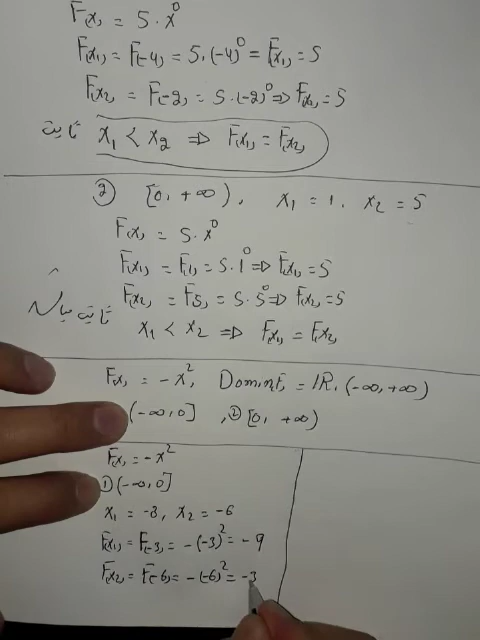 F(x) = 5 . x⁰
F(x₁) = F(-4) = 5 . (-4)⁰ = F(x₁) = 5
F(x₂) = F(-2) = 5 . (-2)⁰ ⇒ F(x₂) = 5
ثابت x₁ < x₂ ⇒ F(x₁) = F(x₂)
② [0, +∞), x₁ = 1, x₂ = 5
F(x) = 5 . x⁰
F(x₁) = F(1) = 5 . 1⁰ ⇒ F(x₁) = 5
F(x₂) = F(5) = 5 . 5⁰ ⇒ F(x₂) = 5
ثابت x₁ < x₂ ⇒ F(x₁) = F(x₂)
F(x) = -x², Domint, = IR, (-∞, +∞)
(-∞, 0] , ② [0, +∞)
F(x) = -x²
① (-∞, 0]
x₁ = -3, x₂ = -6
F(x₁) = F(-3) = -(-3)² = -9
F(x₂) = F(-6) = -(-6)² = -3